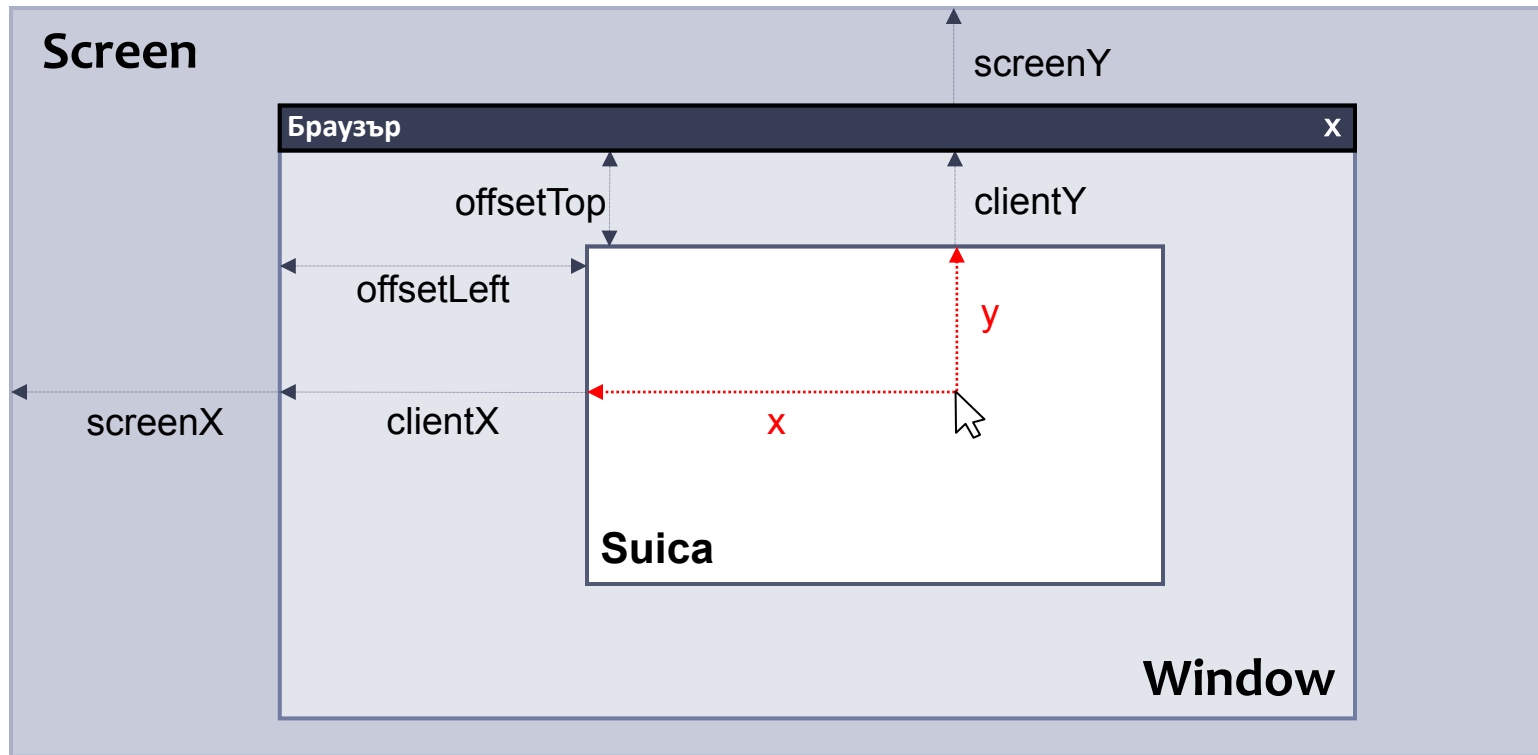 Screen
screenY
Браузър X
offsetTop
clientY
offsetLeft
y
screenX
clientX
x
Suica
Window